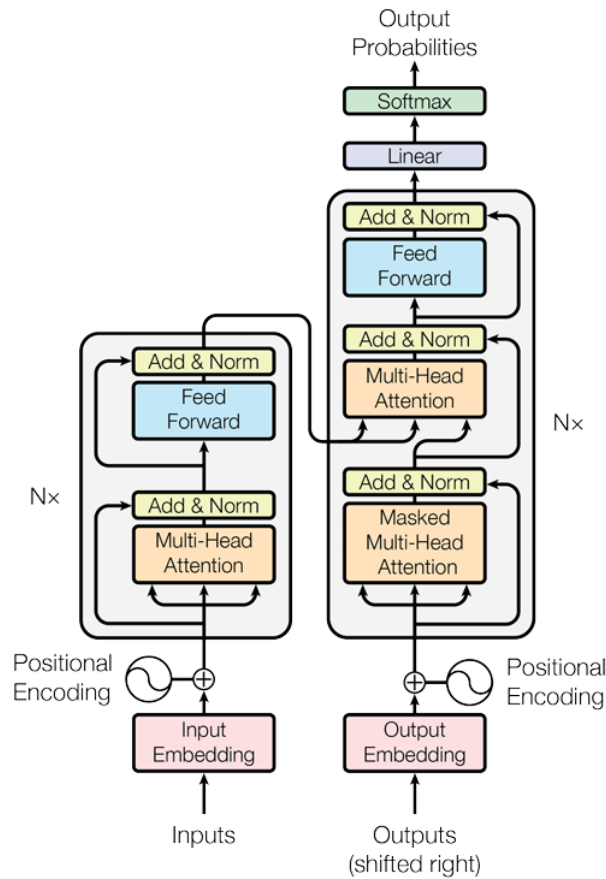 Output
Probabilities
Softmax
Linear
Add & Norm
Feed
Forward
Add & Norm
Multi-Head
Attention
Nx
Add & Norm
Masked
Multi-Head
Attention
Add & Norm
Feed
Forward
Nx
Add & Norm
Multi-Head
Attention
Positional
Encoding
Positional
Encoding
Input
Embedding
Output
Embedding
Inputs
Outputs
(shifted right)